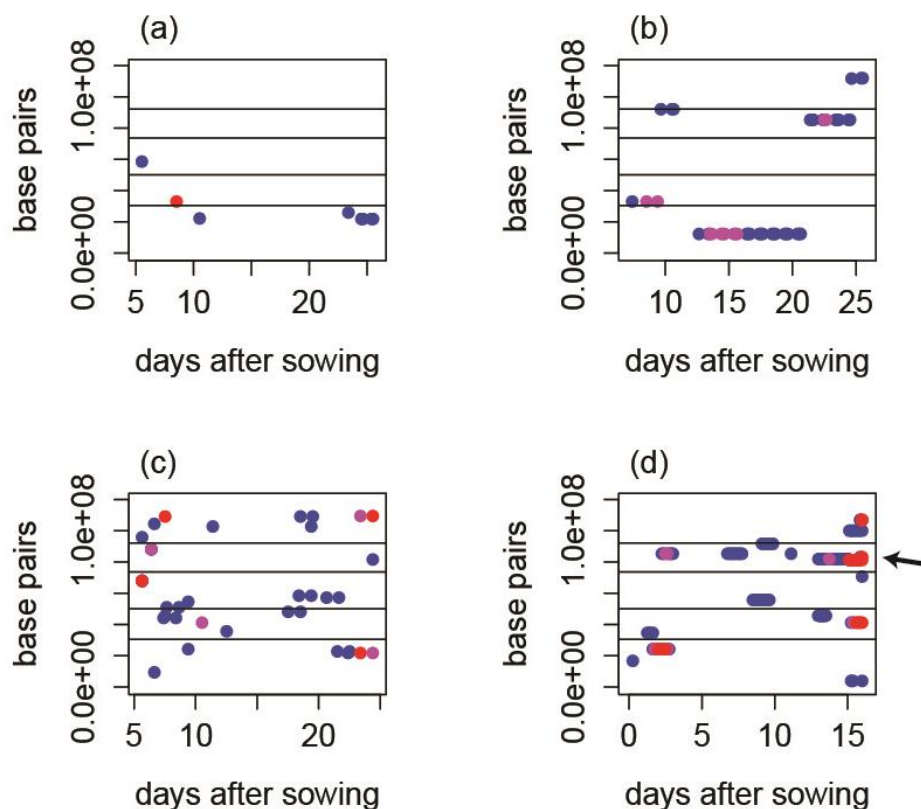 (a)
base pairs
1.0e+08
0.0e+00
5
10
20
days after sowing
(b)
base pairs
1.0e+08
0.0e+00
10
15
20
25
days after sowing
(c)
base pairs
1.0e+08
0.0e+00
5
10
20
days after sowing
(d)
base pairs
1.0e+08
0.0e+00
0
5
10
15
days after sowing